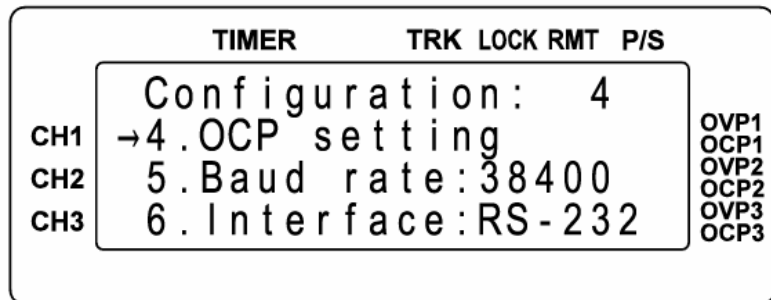 TIMER TRK LOCK RMT P/S
Configuration: 4
CH1 →4.OCP setting OVP1 OCP1
CH2 5.Baud rate:38400 OVP2 OCP2
CH3 6.Interface:RS-232 OVP3 OCP3